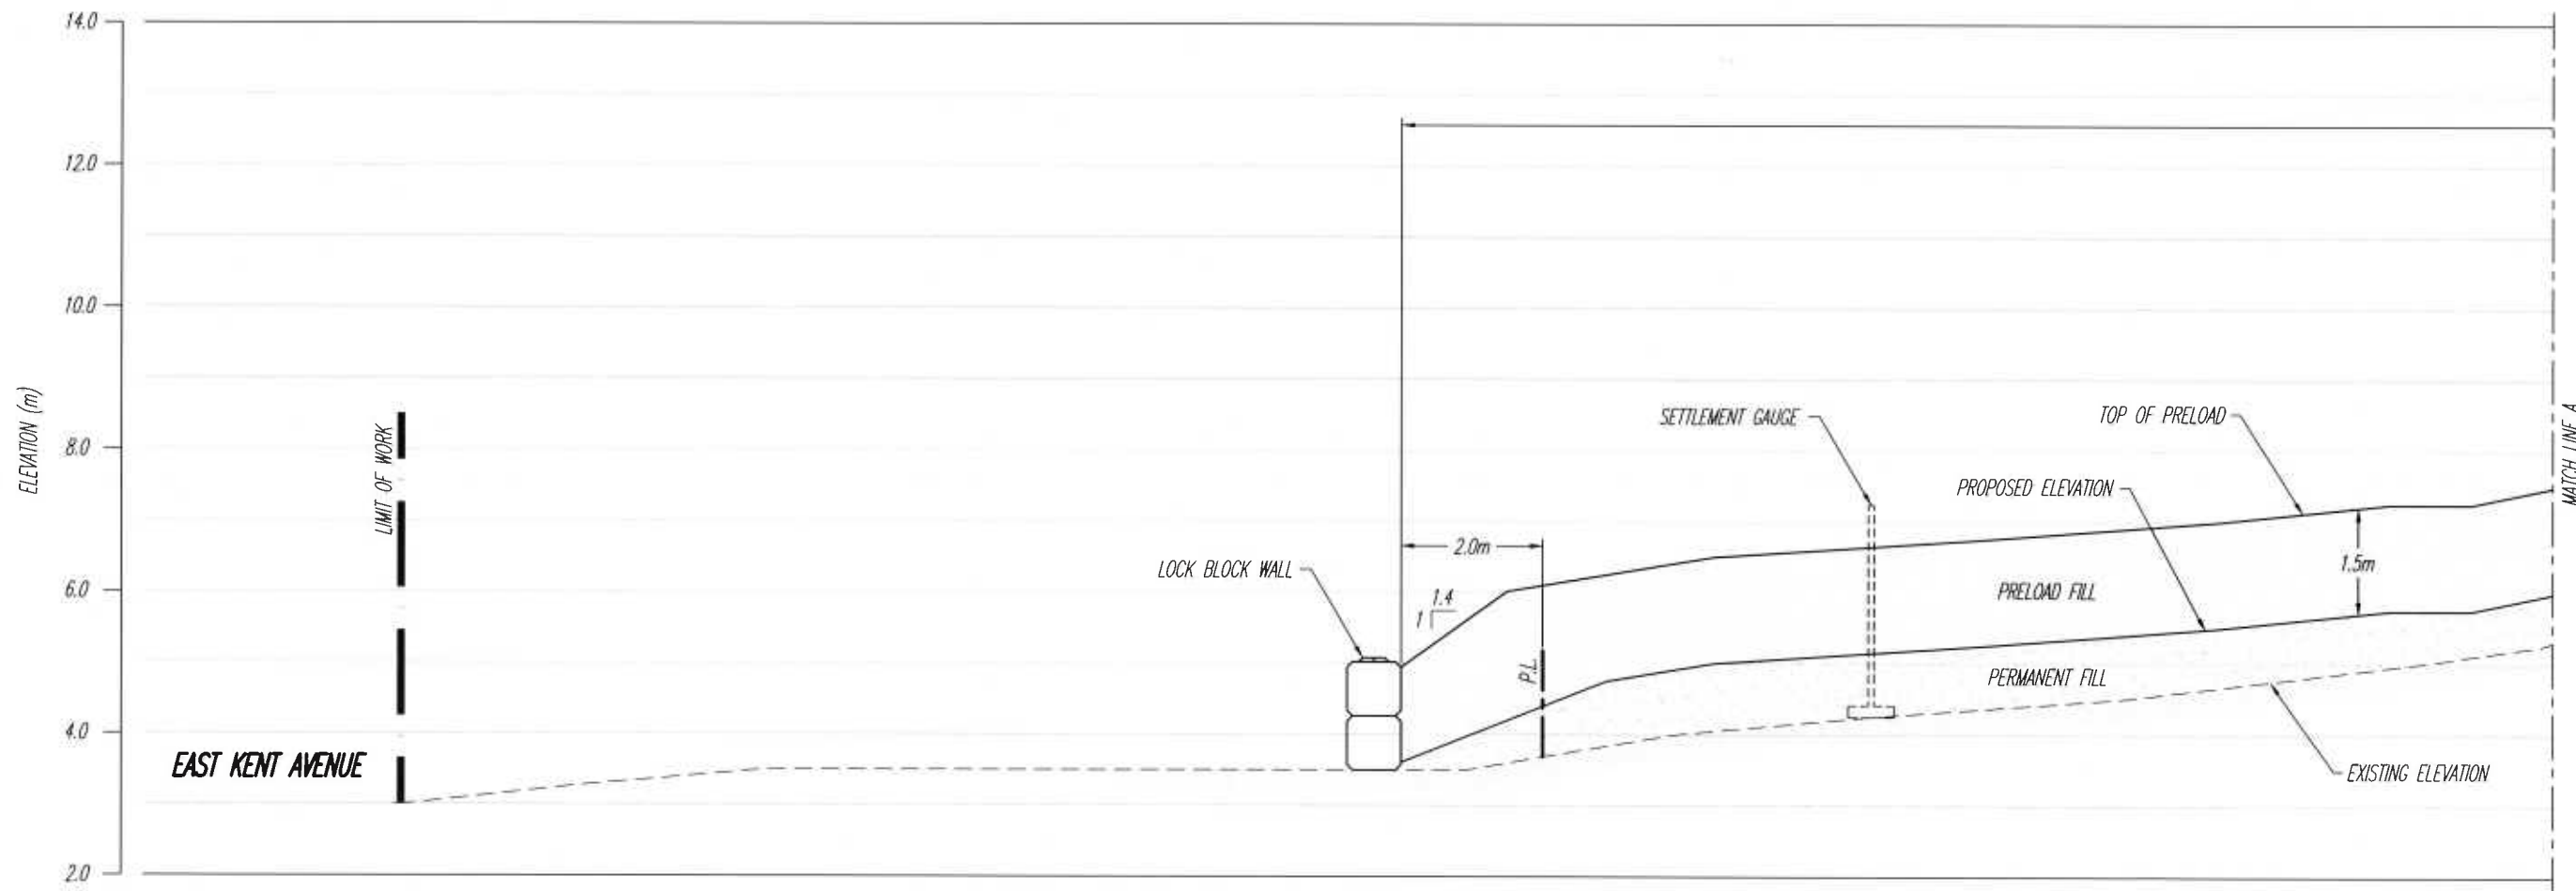 14.0
12.0
10.0
8.0
6.0
4.0
2.0
ELEVATION (m)
LIMIT OF WORK
EAST KENT AVENUE
LOCK BLOCK WALL
1.4
1
2.0m
P.L.
SETTLEMENT GAUGE
TOP OF PRELOAD
PROPOSED ELEVATION
1.5m
PRELOAD FILL
PERMANENT FILL
EXISTING ELEVATION
MATCH LINE A